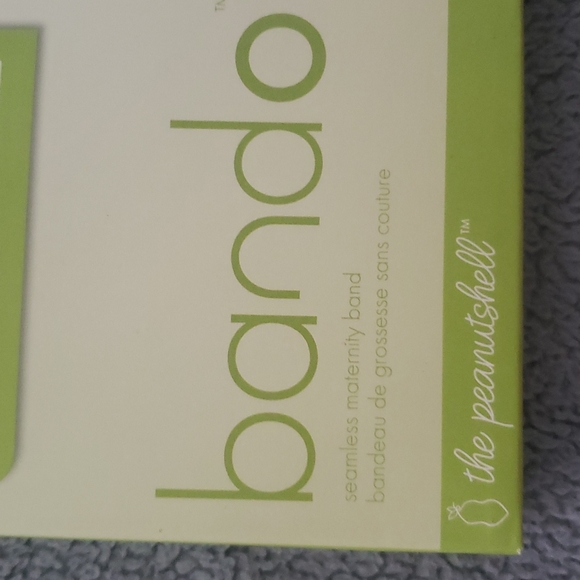 bando™
seamless maternity band
bandeau de grossesse sans couture
the peanutshell™